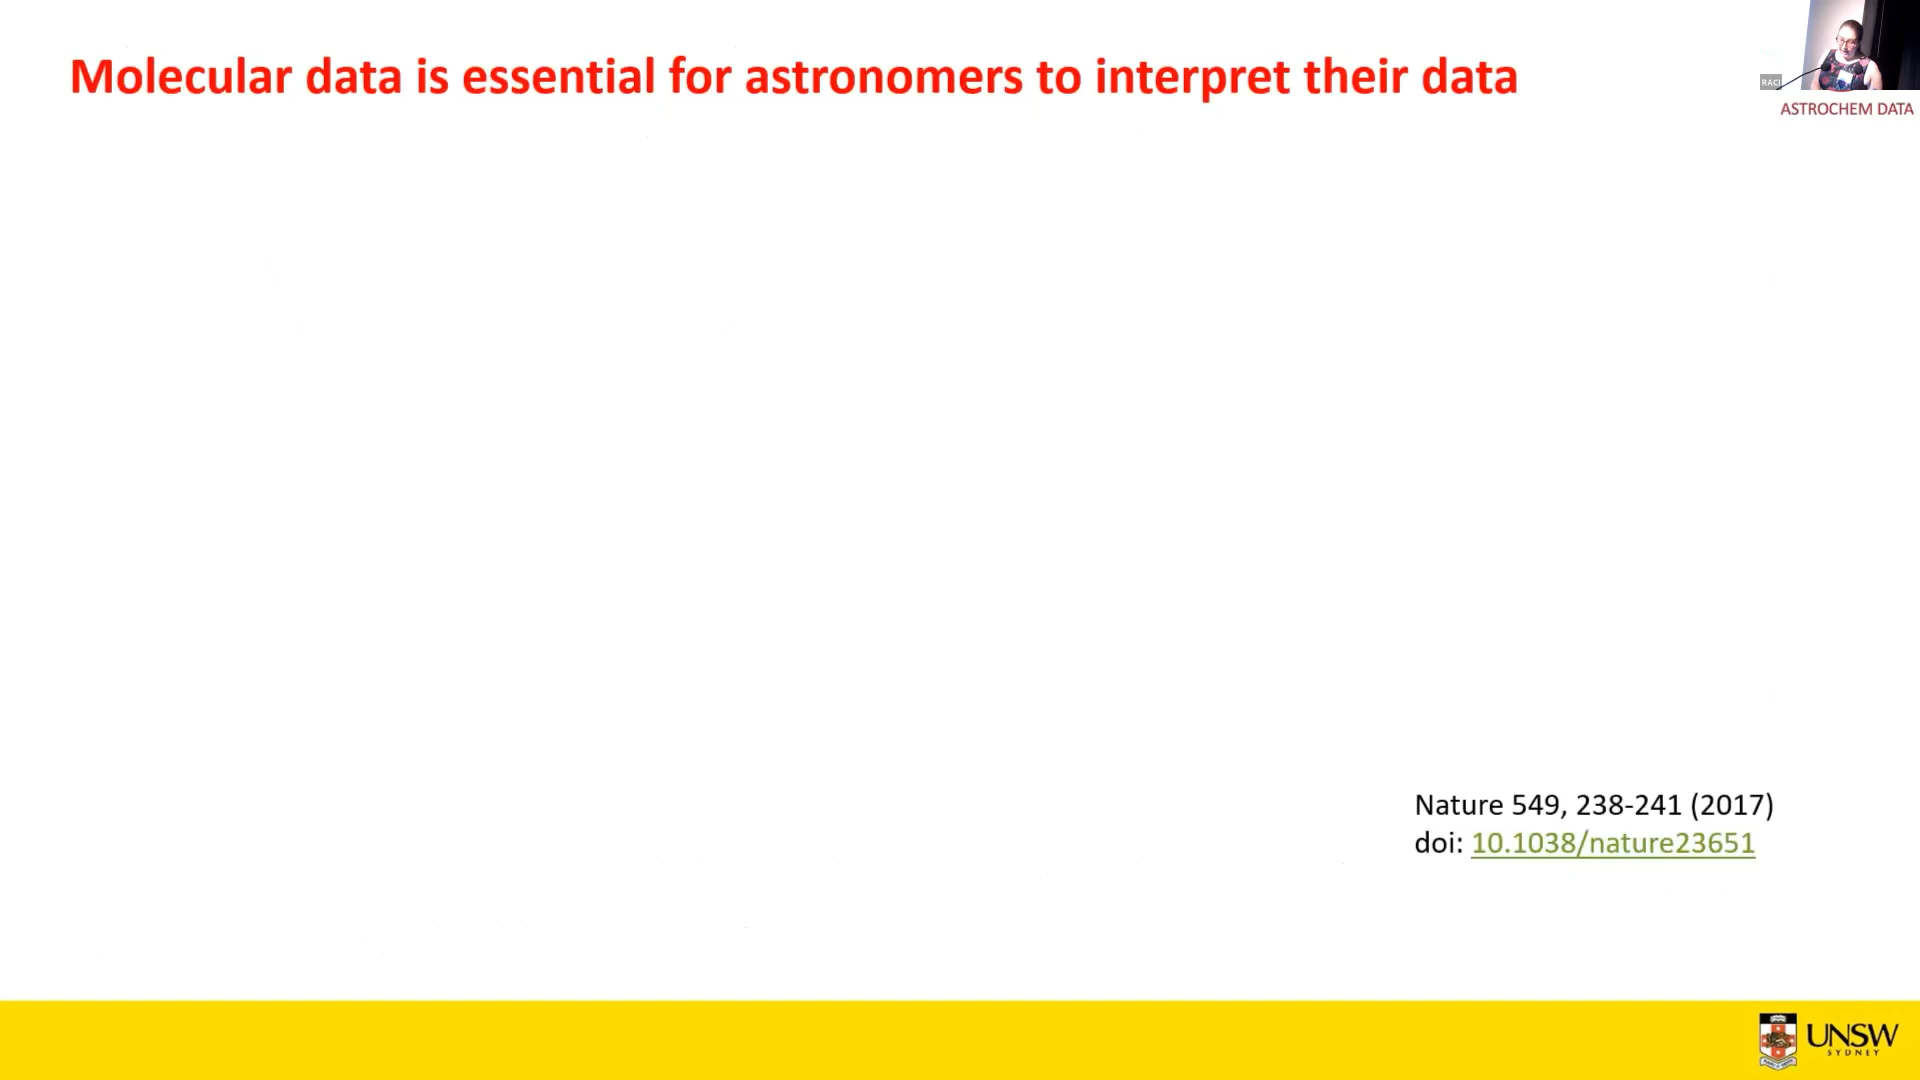 Molecular data is essential for astronomers to interpret their data
RACI
ASTROCHEM DATA
Nature 549, 238-241 (2017)
doi: 10.1038/nature23651
UNSW
SYDNEY